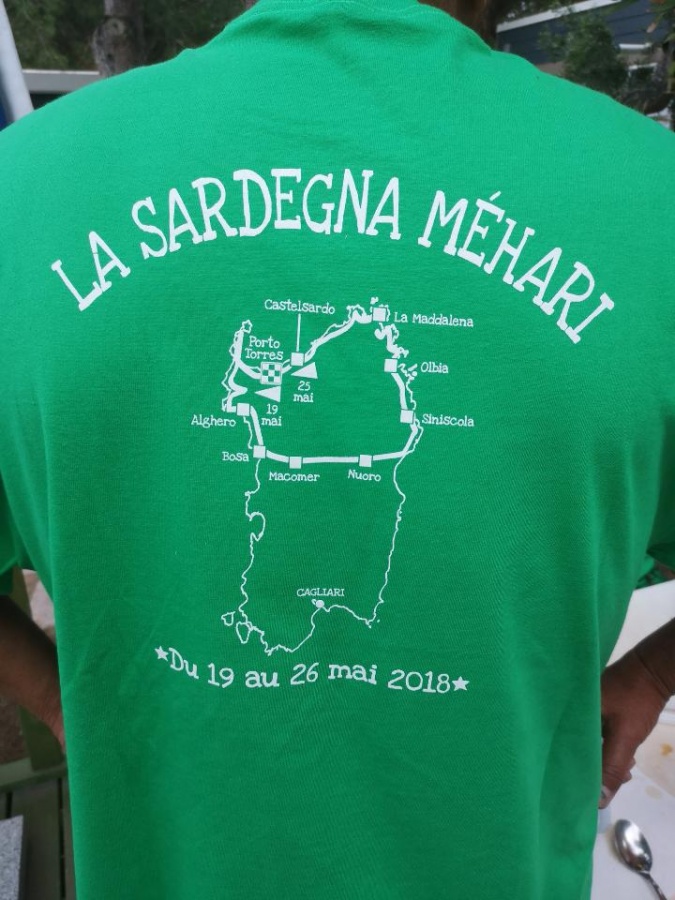 LA SARDEGNA MÉHARI
Castelsardo
La Maddalena
Porto
Torres
Olbia
25
mai
19
mai
Alghero
Siniscola
Bosa
Macomer
Nuoro
CAGLIARI
★Du 19 au 26 mai 2018★